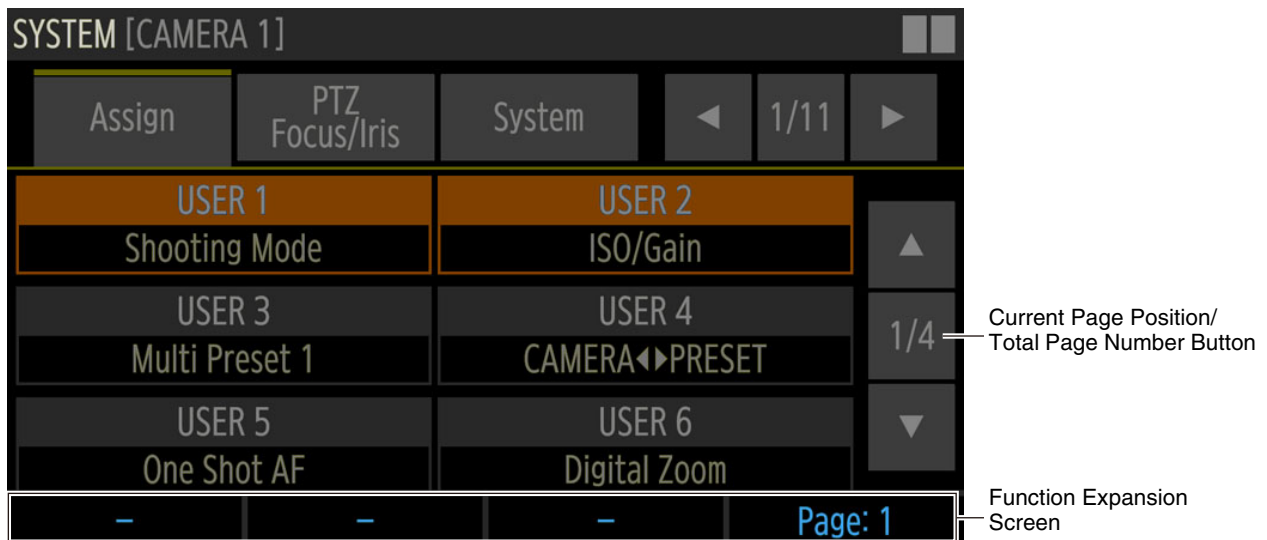 SYSTEM [CAMERA 1]
Assign
PTZ
Focus/Iris
System
◀ 1/11 ▶
USER 1
Shooting Mode
USER 2
ISO/Gain
▲
USER 3
Multi Preset 1
USER 4
CAMERA◀▶PRESET
1/4
Current Page Position/
Total Page Number Button
USER 5
One Shot AF
USER 6
Digital Zoom
▼
– – – Page: 1
Function Expansion
Screen